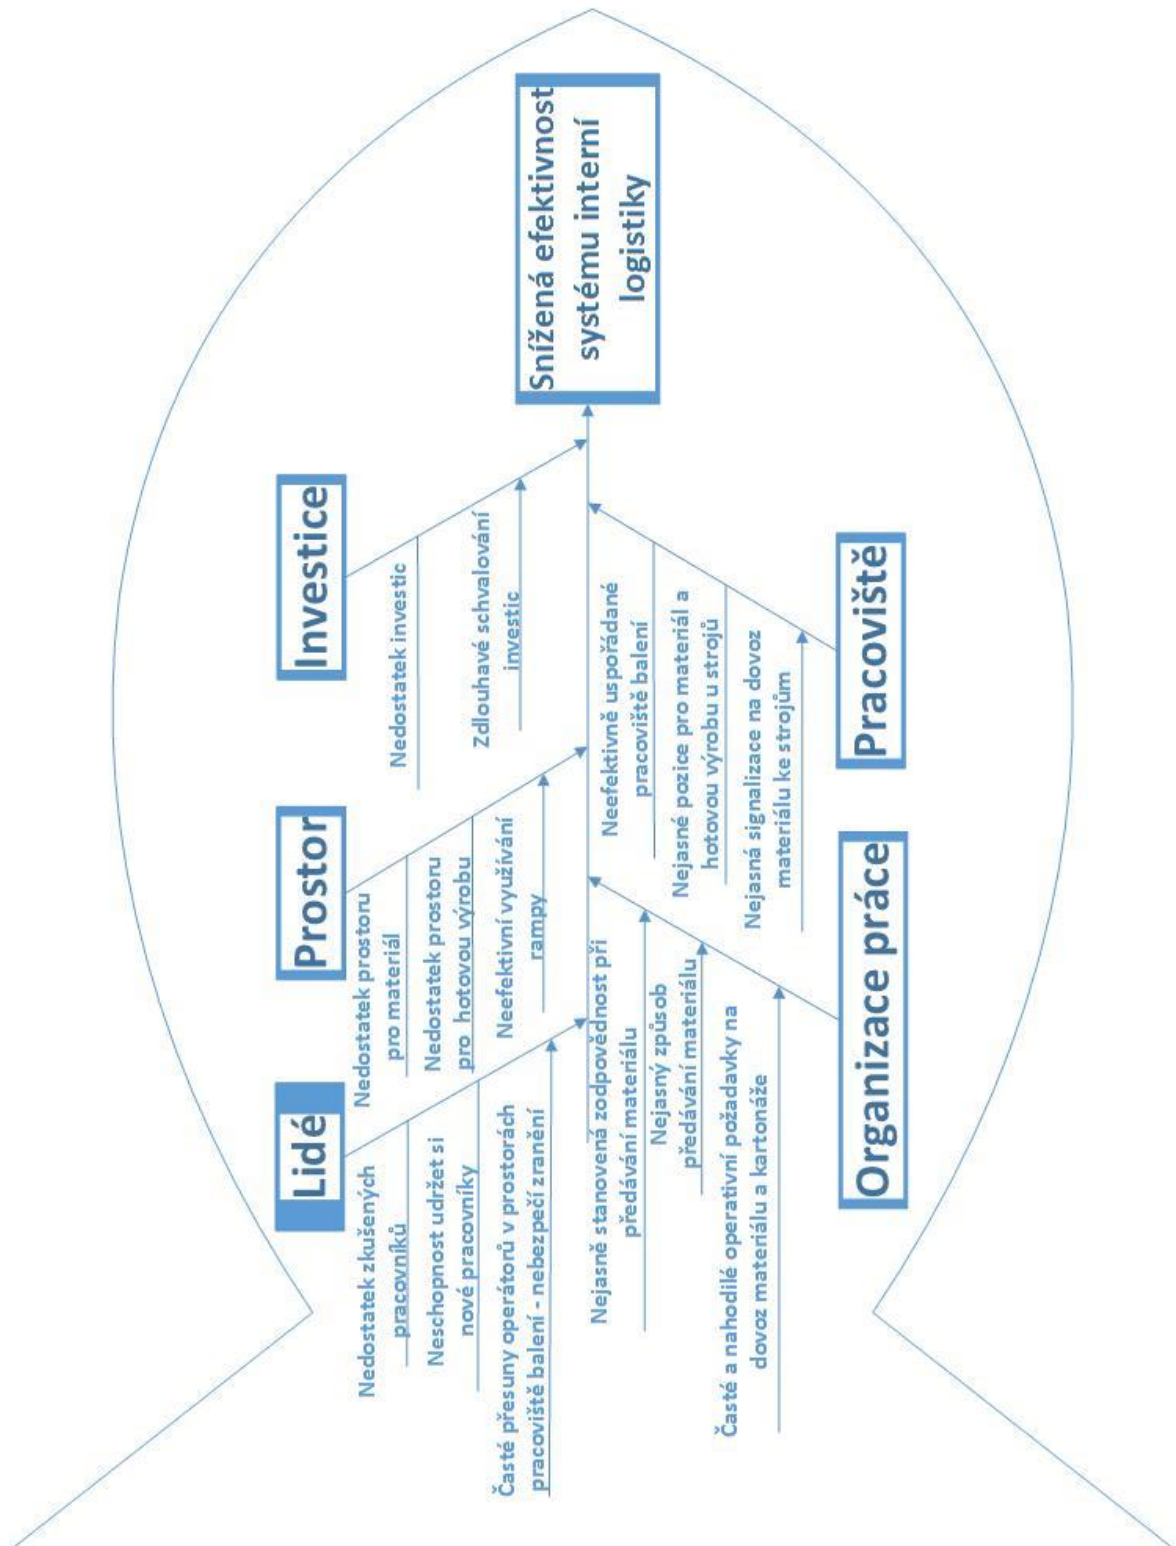 Lidé
Nedostatek zkušených
pracovníků
Neschopnost udržet si
nové pracovníky
Časté přesuny operátorů v prostorách
pracoviště balení - nebezpečí zranění
Prostor
Nedostatek prostoru
pro materiál
Nedostatek prostoru
pro hotovou výrobu
Neefektivní využívání
rampy
Investice
Nedostatek investic
Zdlouhavé schvalování
investic
Snížená efektivnost
systému interní
logistiky
Nejasně stanovená zodpovědnost při
předávání materiálu
Nejasný způsob
předávání materiálu
Časté a nahodilé operativní požadavky na
dovoz materiálu a kartonáže
Organizace práce
Neefektivně uspořádané
pracoviště balení
Nejasné pozice pro materiál a
hotovou výrobu u strojů
Nejasná signalizace na dovoz
materiálu ke strojům
Pracoviště